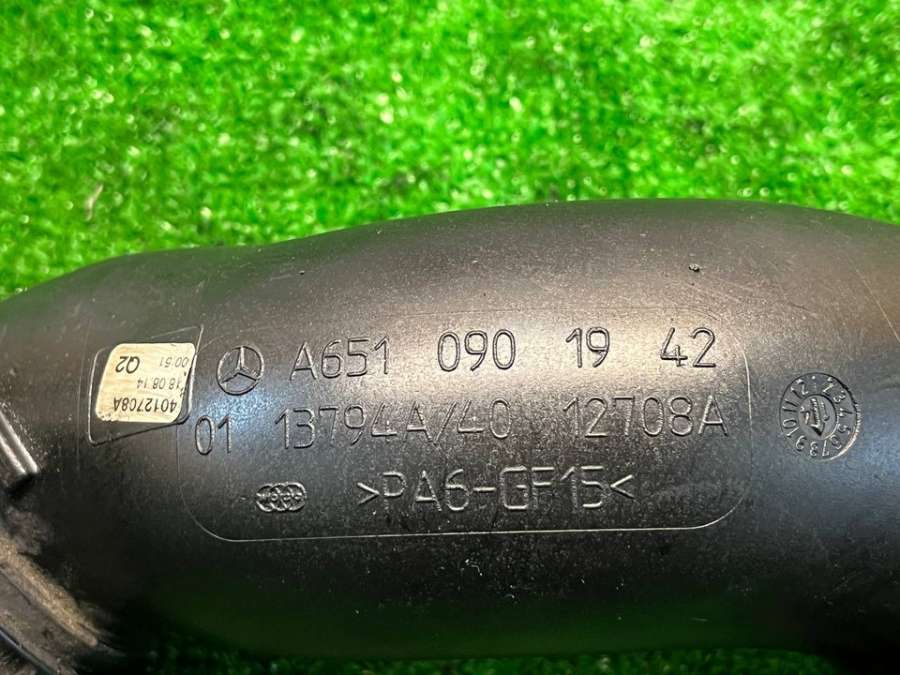 A651 090 19 42
01 13794A/40 12708A
>PA6-GF15<
4012708A
18.08.14
00:51 Q2